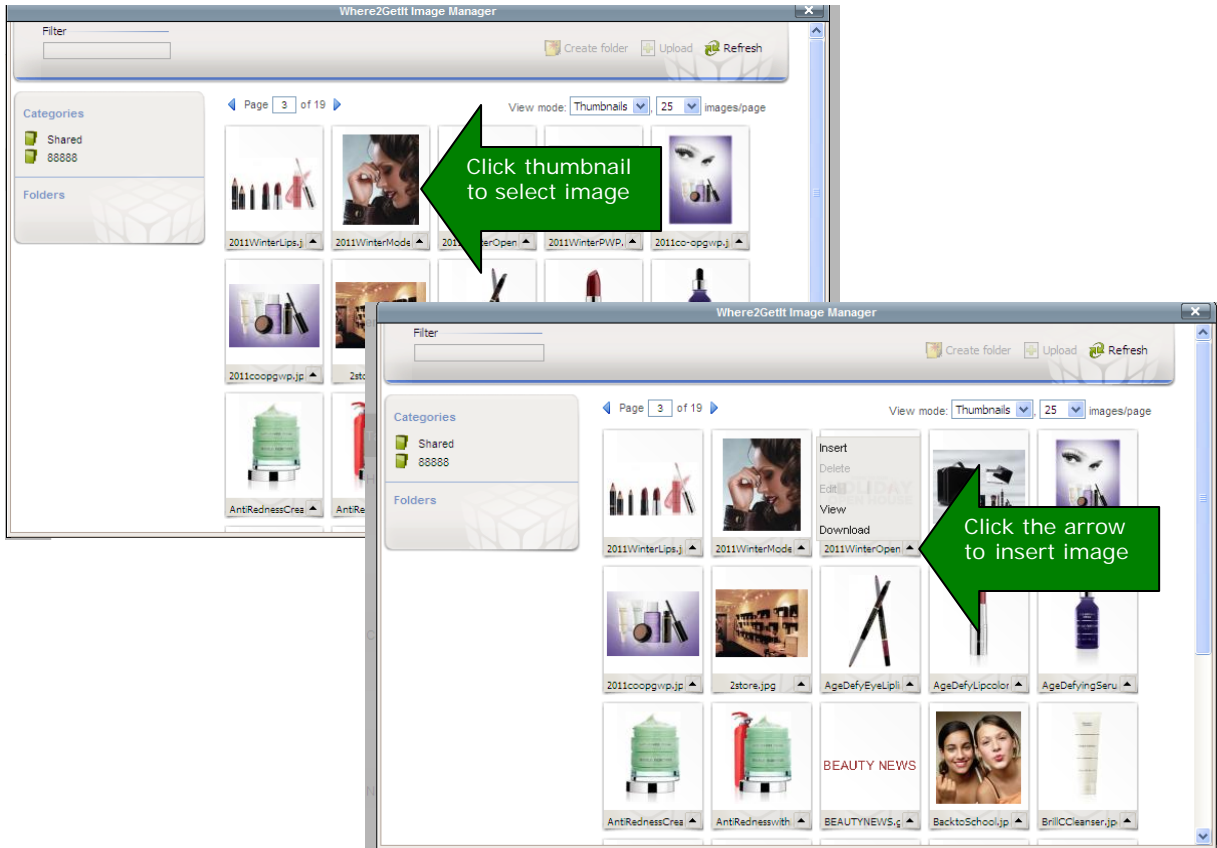 Where2GetIt Image Manager
Filter
Create folder Upload Refresh
Categories
Shared
88888
Folders
Page 3 of 19
View mode: Thumbnails , 25 images/page
Click thumbnail
to select image
2011WinterLips.j 2011WinterMode 2011WinterPWP. 2011co-opgwp.j
2011coopgwp.jp
AntiRednessCrea
Where2GetIt Image Manager
Filter
Create folder Upload Refresh
Categories
Shared
88888
Folders
Page 3 of 19
View mode: Thumbnails , 25 images/page
Insert
Delete
Edit
View
Download
Click the arrow
to insert image
2011WinterLips.j 2011WinterMode 2011WinterOpen
2011coopgwp.jp 2store.jpg AgeDefyEyeLipli AgeDefyLipcolor AgeDefyingSeru
BEAUTY NEWS
AntiRednessCrea AntiRednesswith BEAUTYNEWS.g BacktoSchool.jp BrillCCleanser.jp